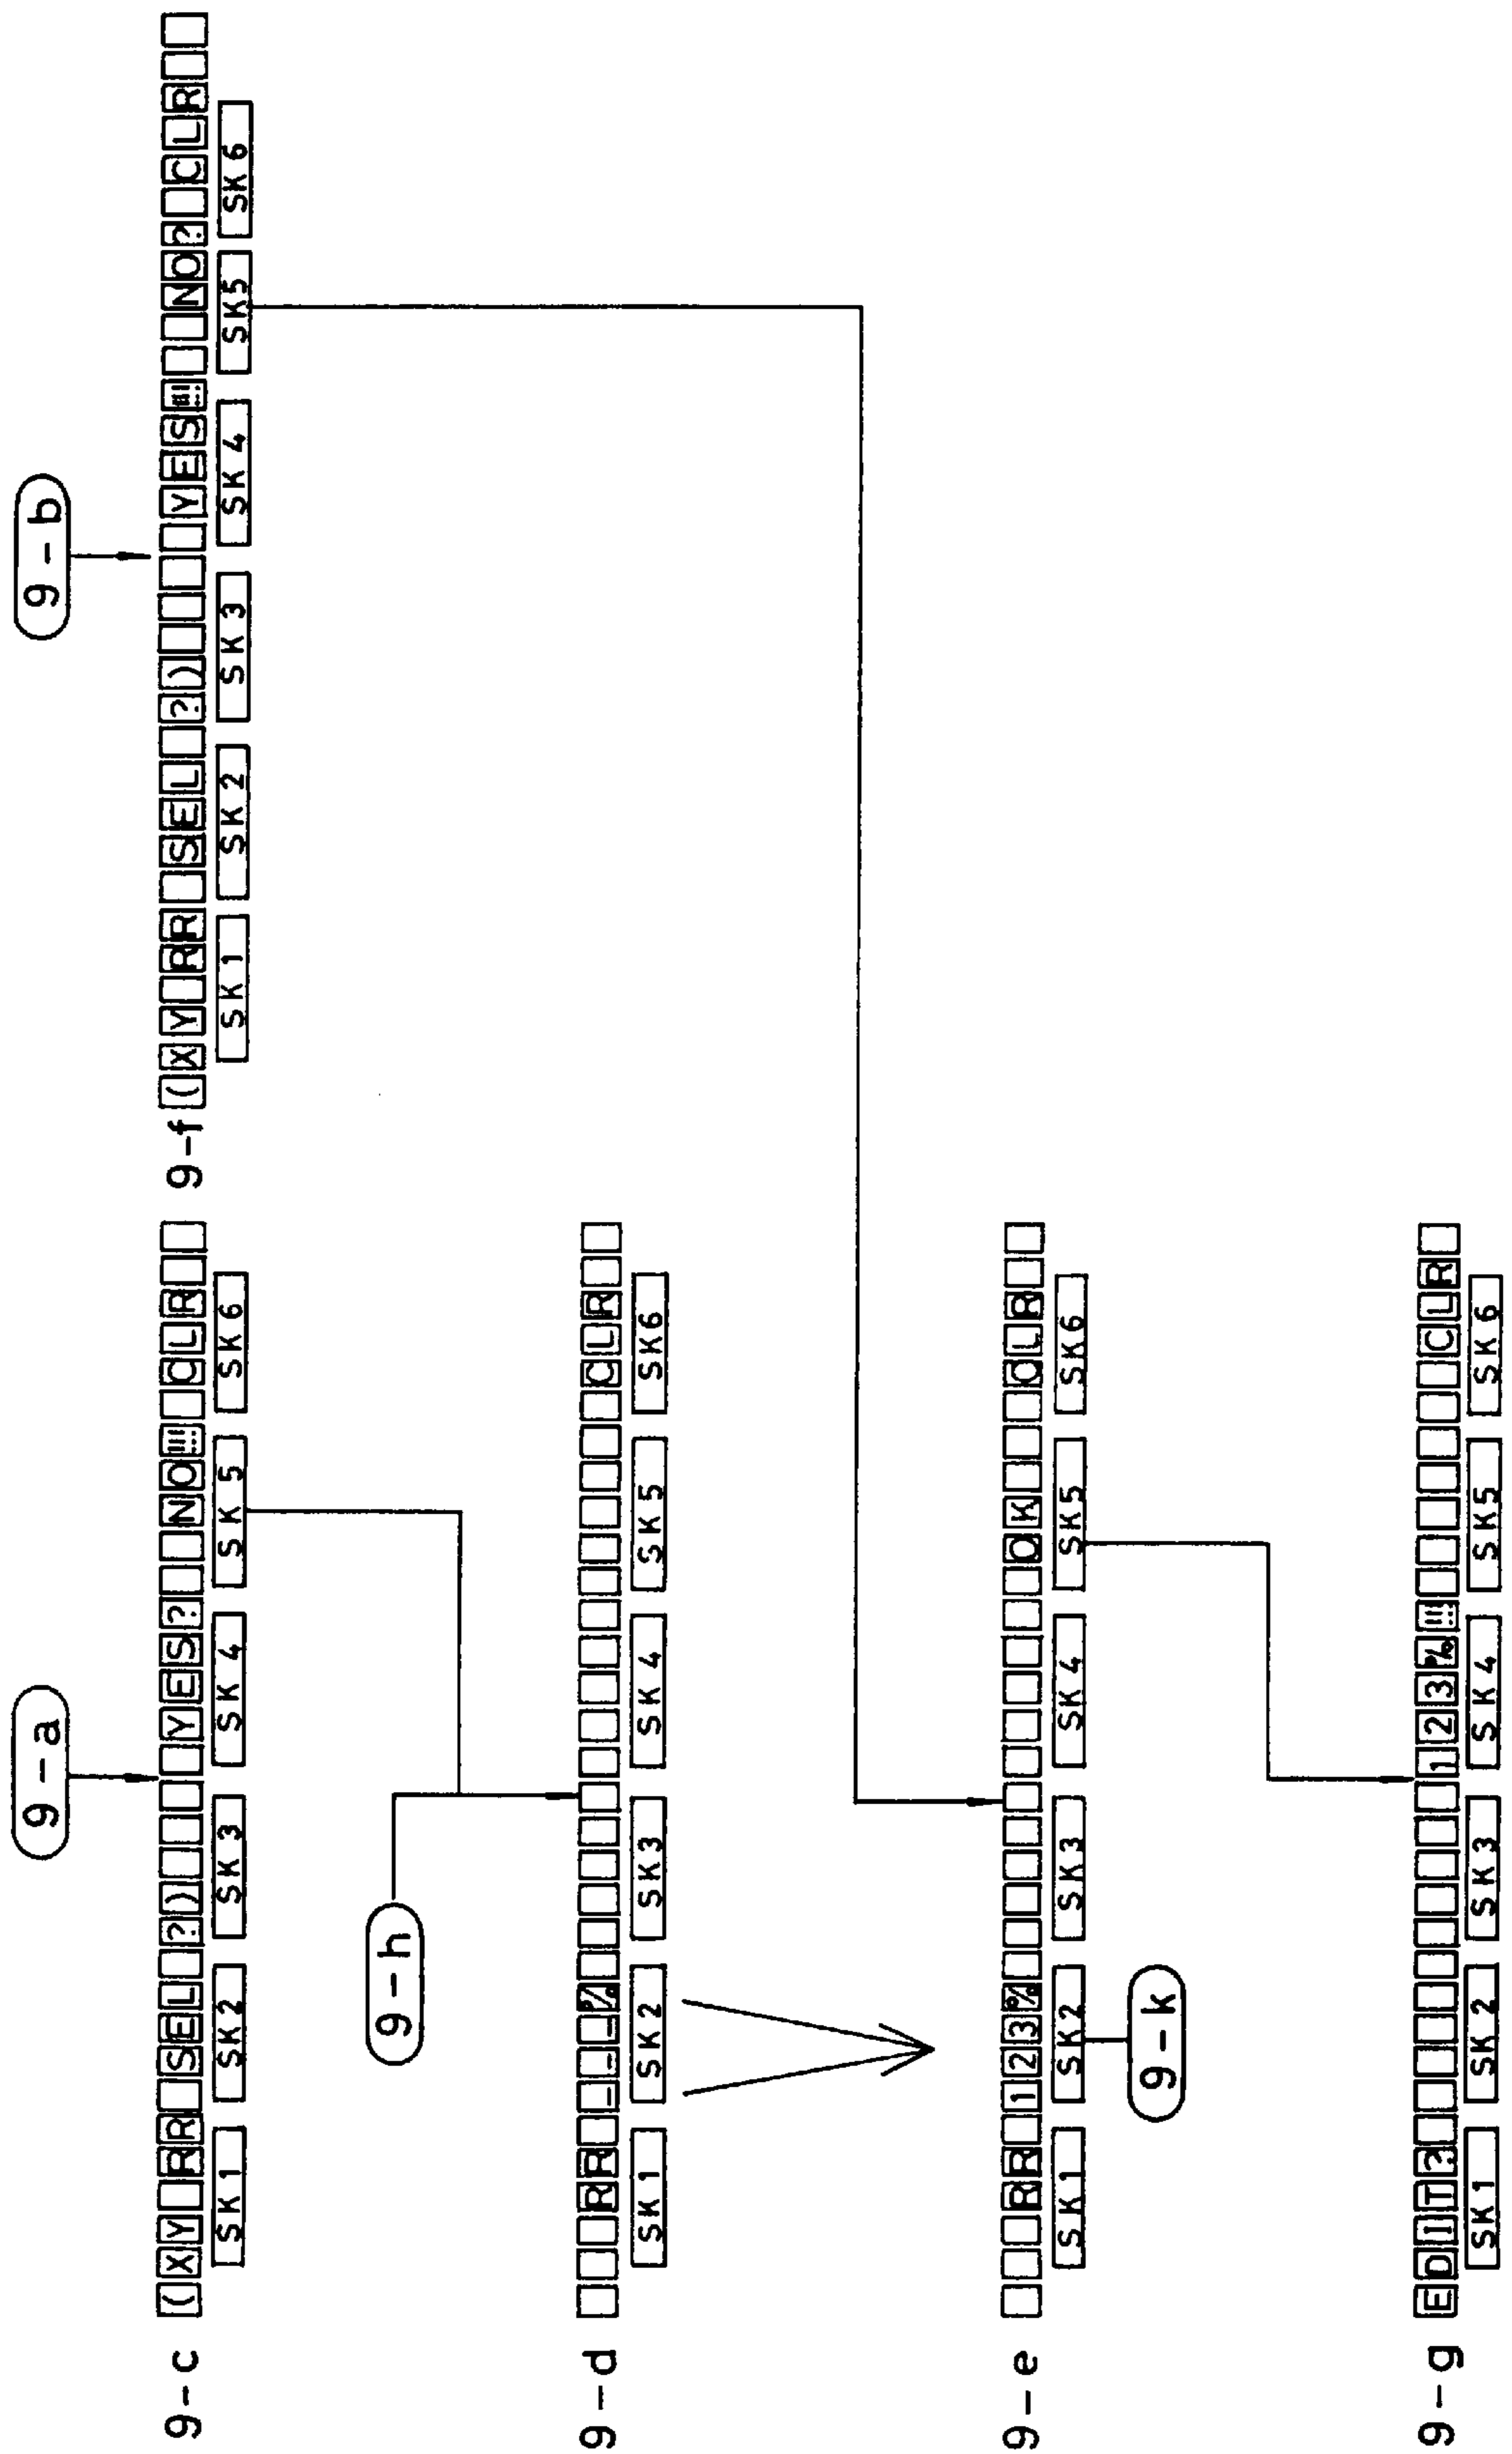 9-a
9-b
9-c (XY RR SEL ?) YES? NO!!! CLR
SK1 SK2 SK3 SK4 SK5 SK6
9-f (XY RR SEL ?) YES!!! NO? CLR
SK1 SK2 SK3 SK4 SK5 SK6
9-h
9-d RR ___% CLR
SK1 SK2 SK3 SK4 SK5 SK6
9-e RR 123% OK CLR
SK1 SK2 SK3 SK4 SK5 SK6
9-k
9-g EDIT? 123%!!! CLR
SK1 SK2 SK3 SK4 SK5 SK6